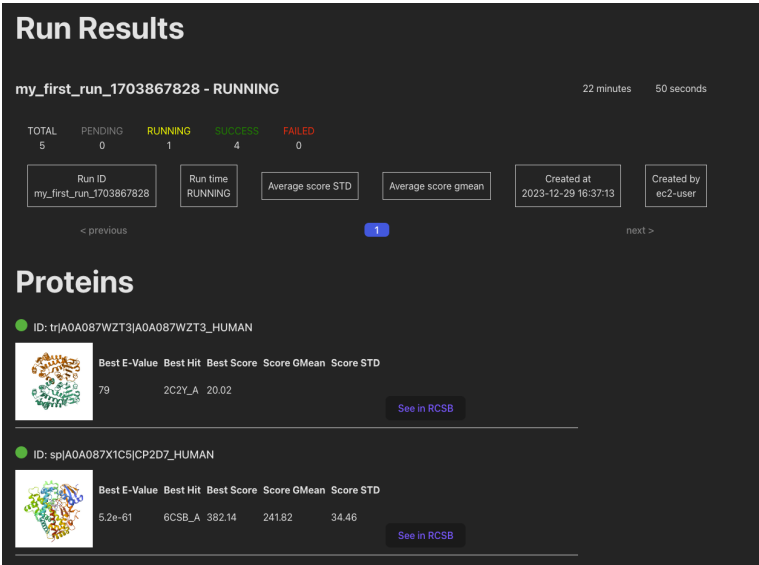 Run Results
my_first_run_1703867828 - RUNNING 22 minutes 50 seconds
TOTAL PENDING RUNNING SUCCESS FAILED
5 0 1 4 0
Run ID Run time Average score STD Average score gmean Created at Created by
my_first_run_1703867828 RUNNING 2023-12-29 16:37:13 ec2-user
< previous 1 next >
Proteins
ID: tr|A0A087WZT3|A0A087WZT3_HUMAN
Best E-Value Best Hit Best Score Score GMean Score STD
79 2C2Y_A 20.02
See in RCSB
ID: sp|A0A087X1C5|CP2D7_HUMAN
Best E-Value Best Hit Best Score Score GMean Score STD
5.2e-61 6CSB_A 382.14 241.82 34.46
See in RCSB